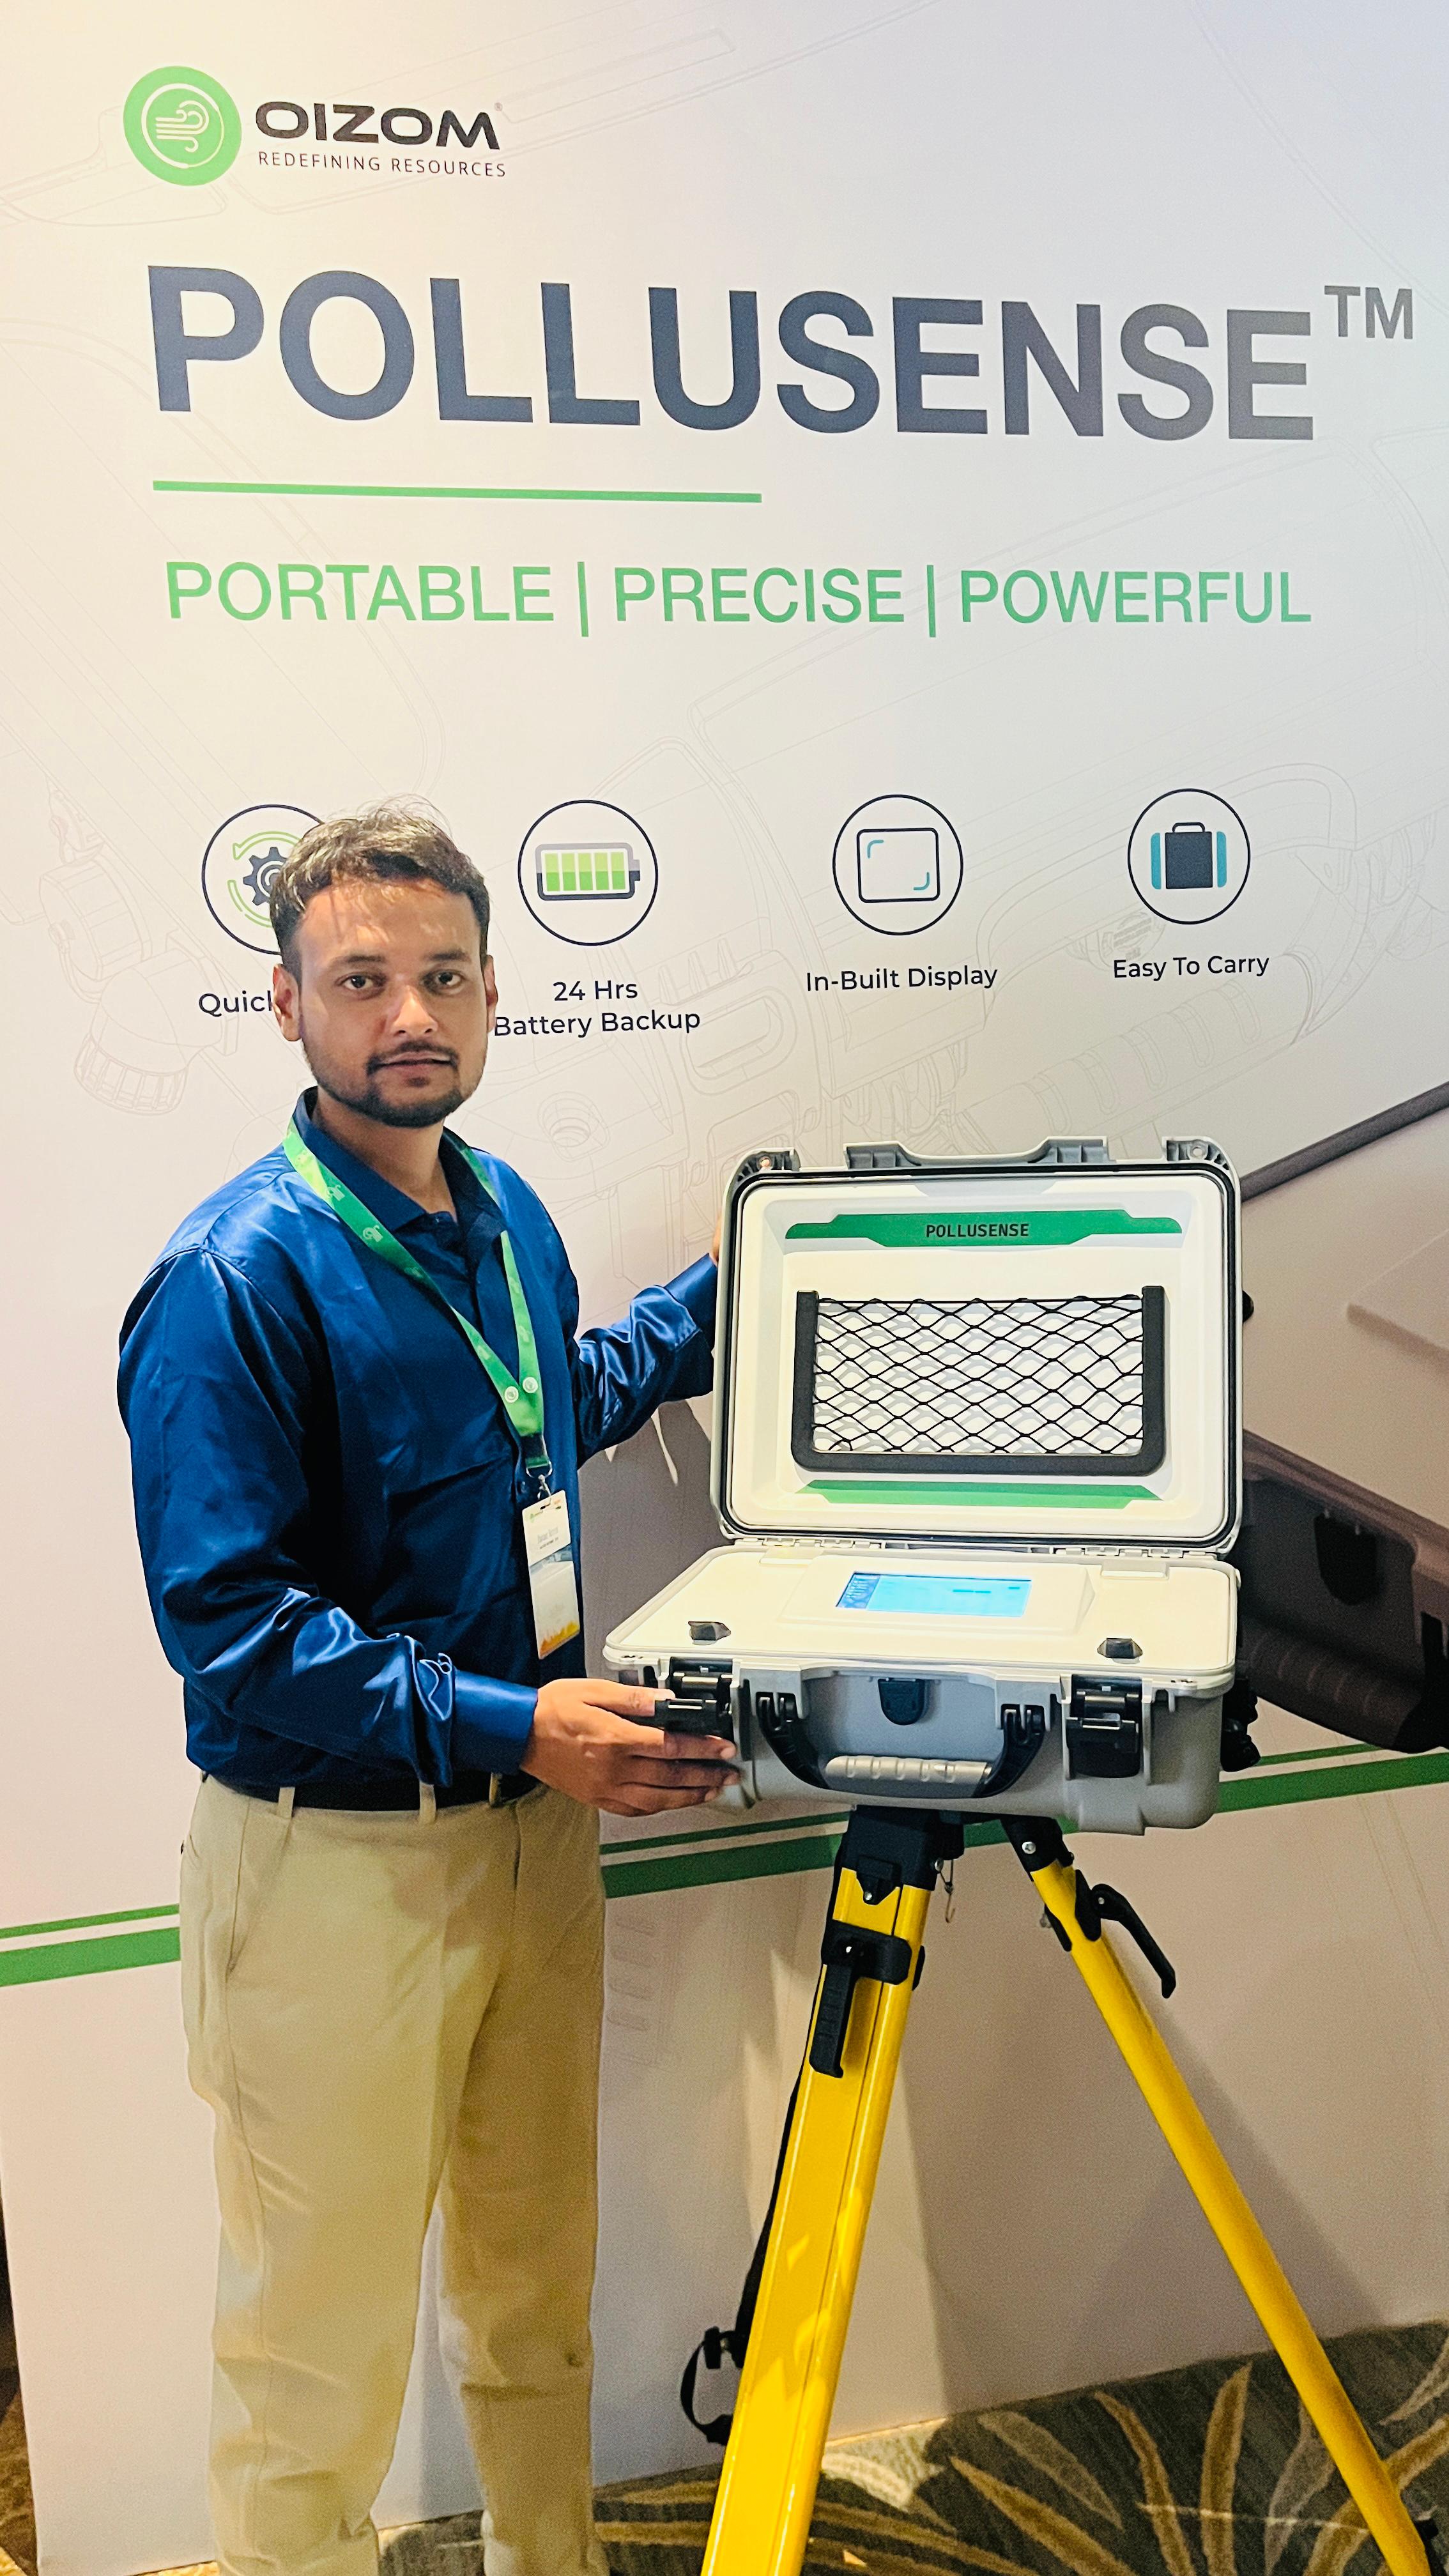 OIZOM®
REDEFINING RESOURCES
POLLUSENSE™
PORTABLE | PRECISE | POWERFUL
24 Hrs
Battery Backup
In-Built Display
Easy To Carry
POLLUSENSE